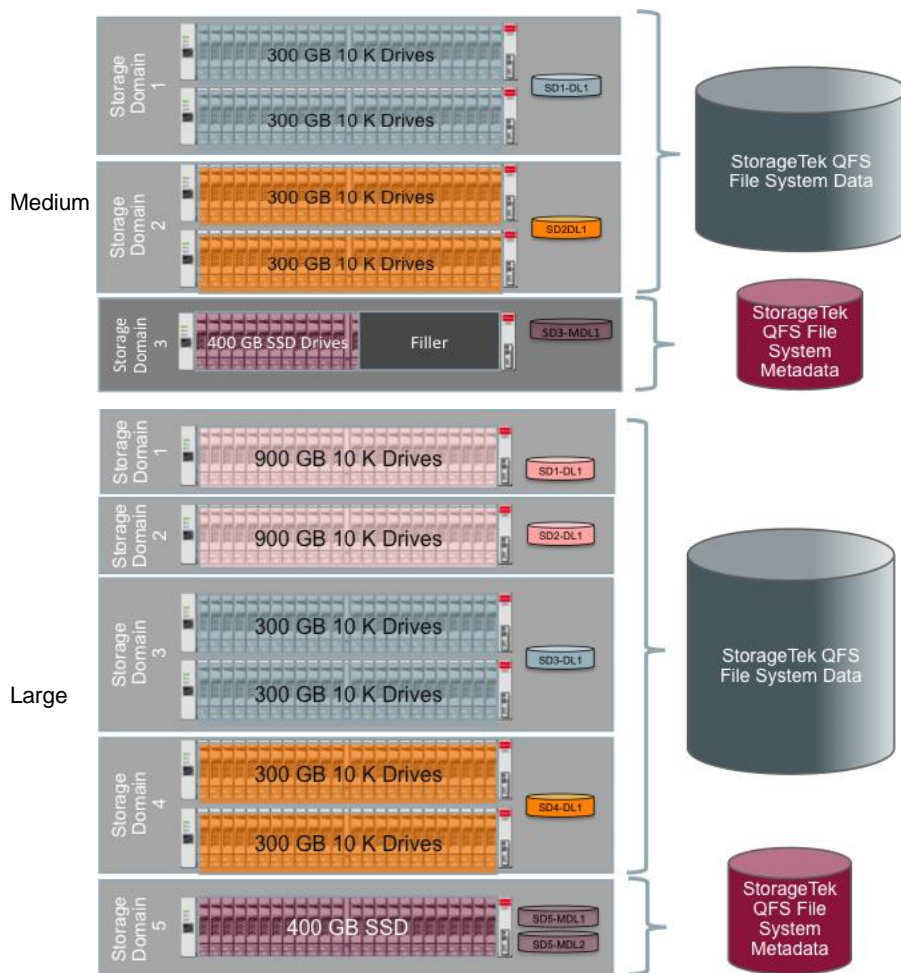 Medium
Storage
Domain
1
300 GB 10 K Drives
300 GB 10 K Drives
SD1-DL1
Storage
Domain
2
300 GB 10 K Drives
300 GB 10 K Drives
SD2DL1
StorageTek QFS
File System Data
Storage
Domain
3
400 GB SSD Drives
Filler
SD3-MDL1
StorageTek
QFS File
System
Metadata
Large
Storage
Domain
1
900 GB 10 K Drives
SD1-DL1
Storage
Domain
2
900 GB 10 K Drives
SD2-DL1
Storage
Domain
3
300 GB 10 K Drives
300 GB 10 K Drives
SD3-DL1
Storage
Domain
4
300 GB 10 K Drives
300 GB 10 K Drives
SD4-DL1
StorageTek QFS
File System Data
Storage
Domain
5
400 GB SSD
SD5-MDL1
SD5-MDL2
StorageTek
QFS File
System
Metadata